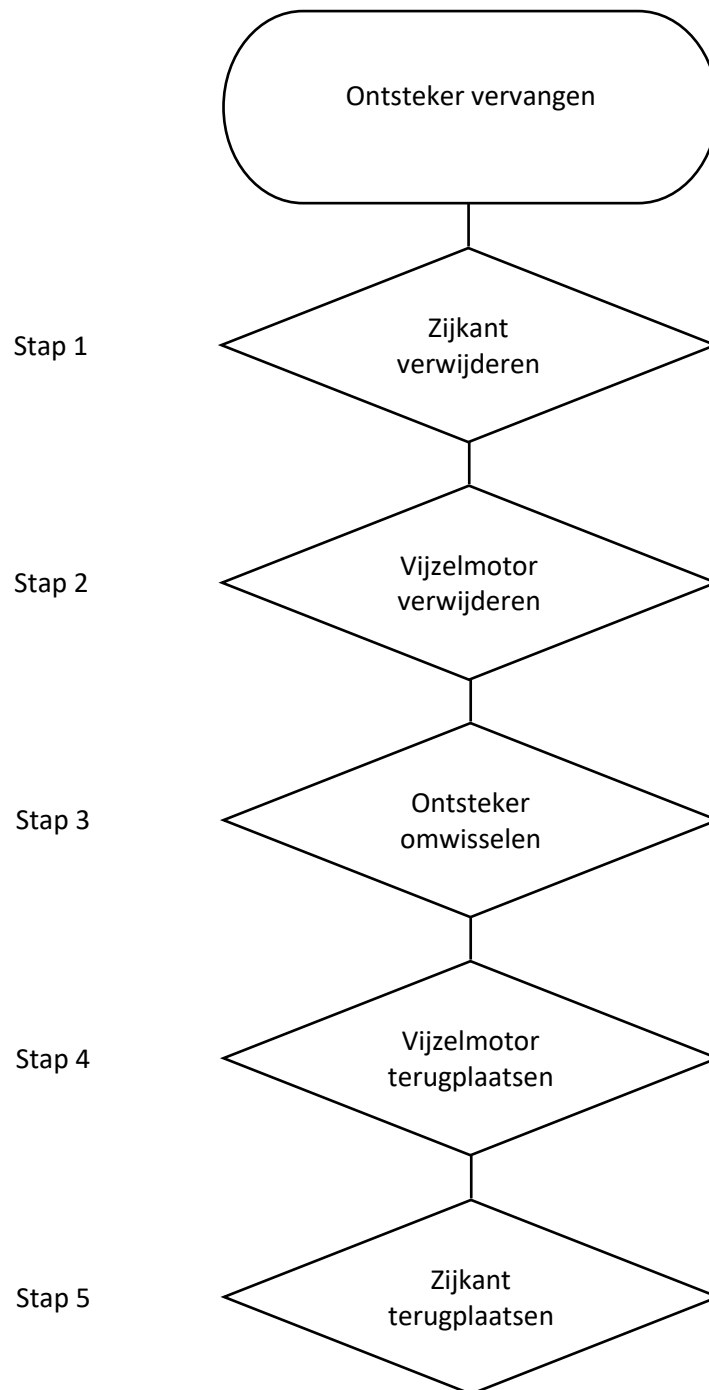 Ontsteker vervangen
Stap 1
Zijkant
verwijderen
Stap 2
Vijzelmotor
verwijderen
Stap 3
Ontsteker
omwisselen
Stap 4
Vijzelmotor
terugplaatsen
Stap 5
Zijkant
terugplaatsen